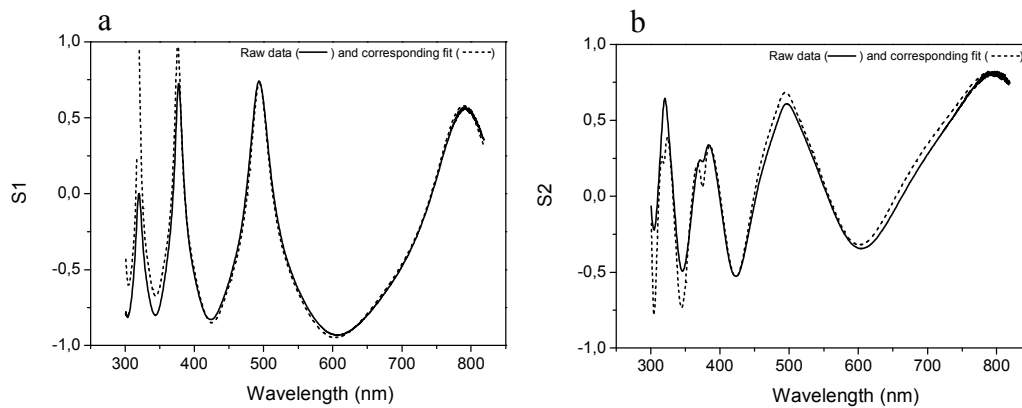 a
Raw data (——) and corresponding fit (-----)
1,0
0,5
0,0
-0,5
-1,0
S1
300 400 500 600 700 800
Wavelength (nm)
b
Raw data (——) and corresponding fit (-----)
1,0
0,5
0,0
-0,5
-1,0
S2
300 400 500 600 700 800
Wavelength (nm)